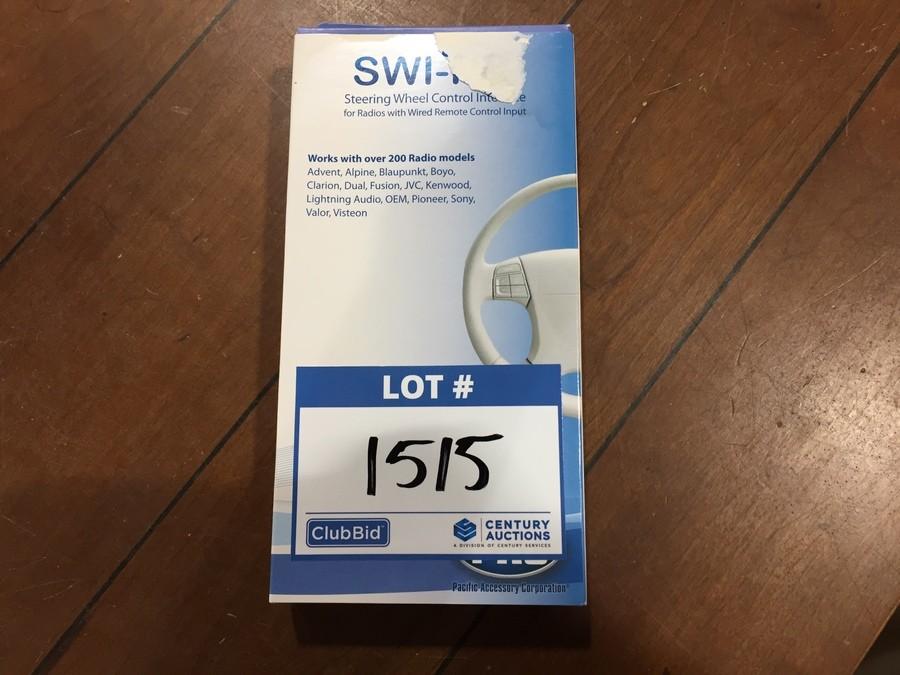 SWI-
Steering Wheel Control
for Radios with Wired Remote Control Input
Works with over 200 Radio models
Advent, Alpine, Blaupunkt, Boyo,
Clarion, Dual, Fusion, JVC, Kenwood,
Lightning Audio, OEM, Pioneer, Sony,
Valor, Visteon
LOT #
1515
ClubBid
CENTURY
AUCTIONS
A DIVISION OF CENTURY SERVICES
Pacific Accessory Corporation